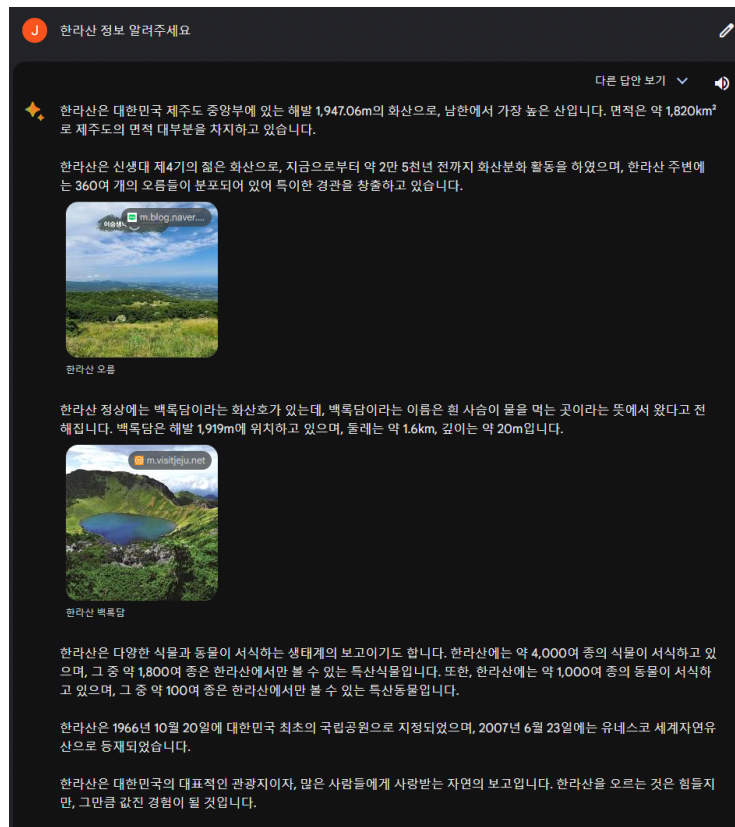 J
한라산 정보 알려주세요
다른 답안 보기
한라산은 대한민국 제주도 중앙부에 있는 해발 1,947.06m의 화산으로, 남한에서 가장 높은 산입니다. 면적은 약 1,820km²
로 제주도의 면적 대부분을 차지하고 있습니다.
한라산은 신생대 제4기의 젊은 화산으로, 지금으로부터 약 2만 5천년 전까지 화산분화 활동을 하였으며, 한라산 주변에
는 360여 개의 오름들이 분포되어 있어 특이한 경관을 창출하고 있습니다.
m.blog.naver....
한라산 오름
한라산 정상에는 백록담이라는 화산호가 있는데, 백록담이라는 이름은 흰 사슴이 물을 먹는 곳이라는 뜻에서 왔다고 전
해집니다. 백록담은 해발 1,919m에 위치하고 있으며, 둘레는 약 1.6km, 깊이는 약 20m입니다.
m.visitjeju.net
한라산 백록담
한라산은 다양한 식물과 동물이 서식하는 생태계의 보고이기도 합니다. 한라산에는 약 4,000여 종의 식물이 서식하고 있
으며, 그 중 약 1,800여 종은 한라산에서만 볼 수 있는 특산식물입니다. 또한, 한라산에는 약 1,000여 종의 동물이 서식하
고 있으며, 그 중 약 100여 종은 한라산에서만 볼 수 있는 특산동물입니다.
한라산은 1966년 10월 20일에 대한민국 최초의 국립공원으로 지정되었으며, 2007년 6월 23일에는 유네스코 세계자연유
산으로 등재되었습니다.
한라산은 대한민국의 대표적인 관광지이자, 많은 사람들에게 사랑받는 자연의 보고입니다. 한라산을 오르는 것은 힘들지
만, 그만큼 값진 경험이 될 것입니다.